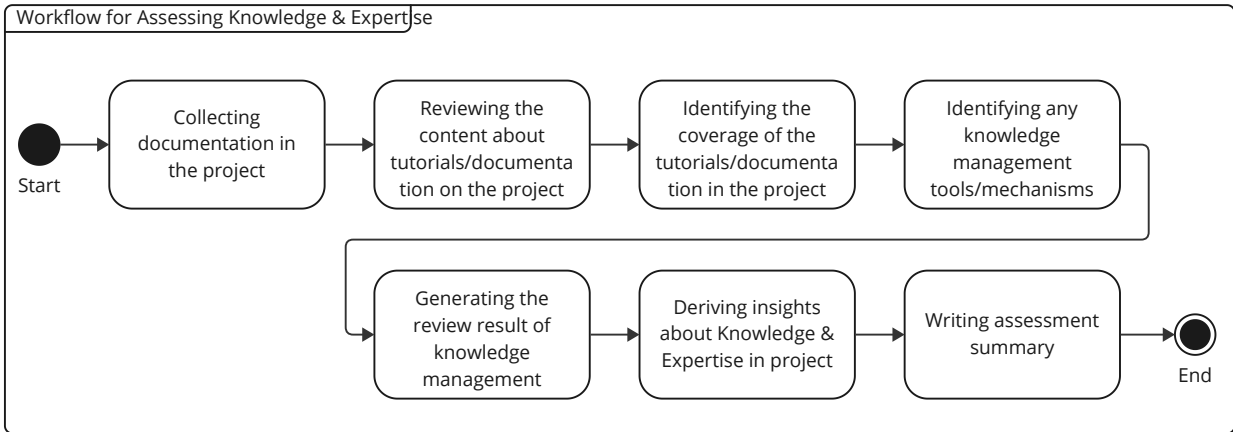 Workflow for Assessing Knowledge & Expertise
Start
Collecting
documentation in
the project
Reviewing the
content about
tutorials/documenta
tion on the project
Identifying the
coverage of the
tutorials/documenta
tion in the project
Identifying any
knowledge
management
tools/mechanisms
Generating the
review result of
knowledge
management
Deriving insights
about Knowledge &
Expertise in project
Writing assessment
summary
End